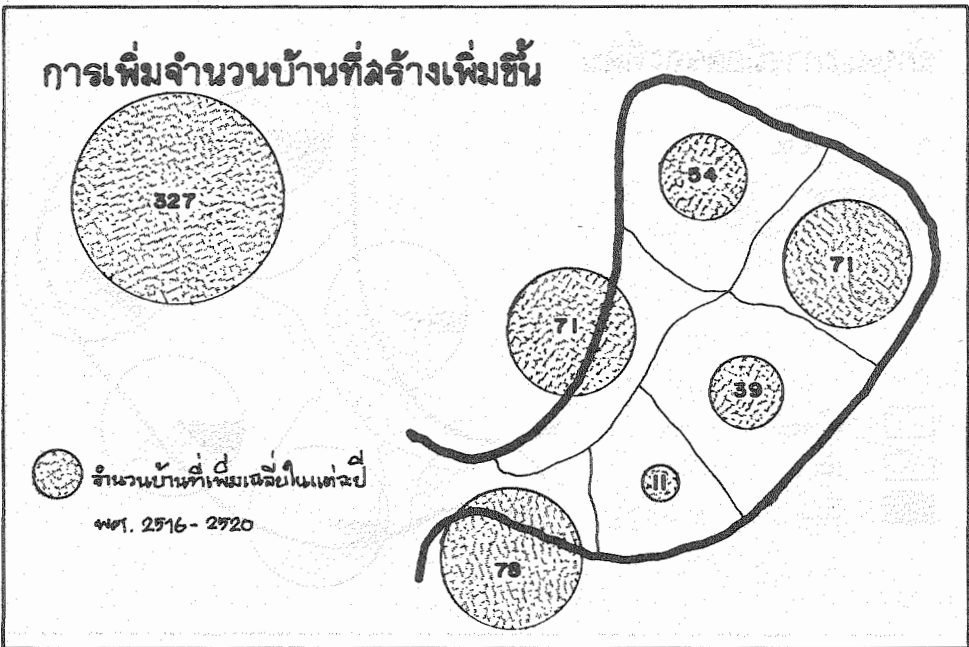 การเพิ่มจำนวนบ้านที่สร้างเพิ่มขึ้น
327
54
71
71
39
11
78
จำนวนบ้านที่เพิ่มเฉลี่ยในแต่ละปี
พศ. 2516 - 2520